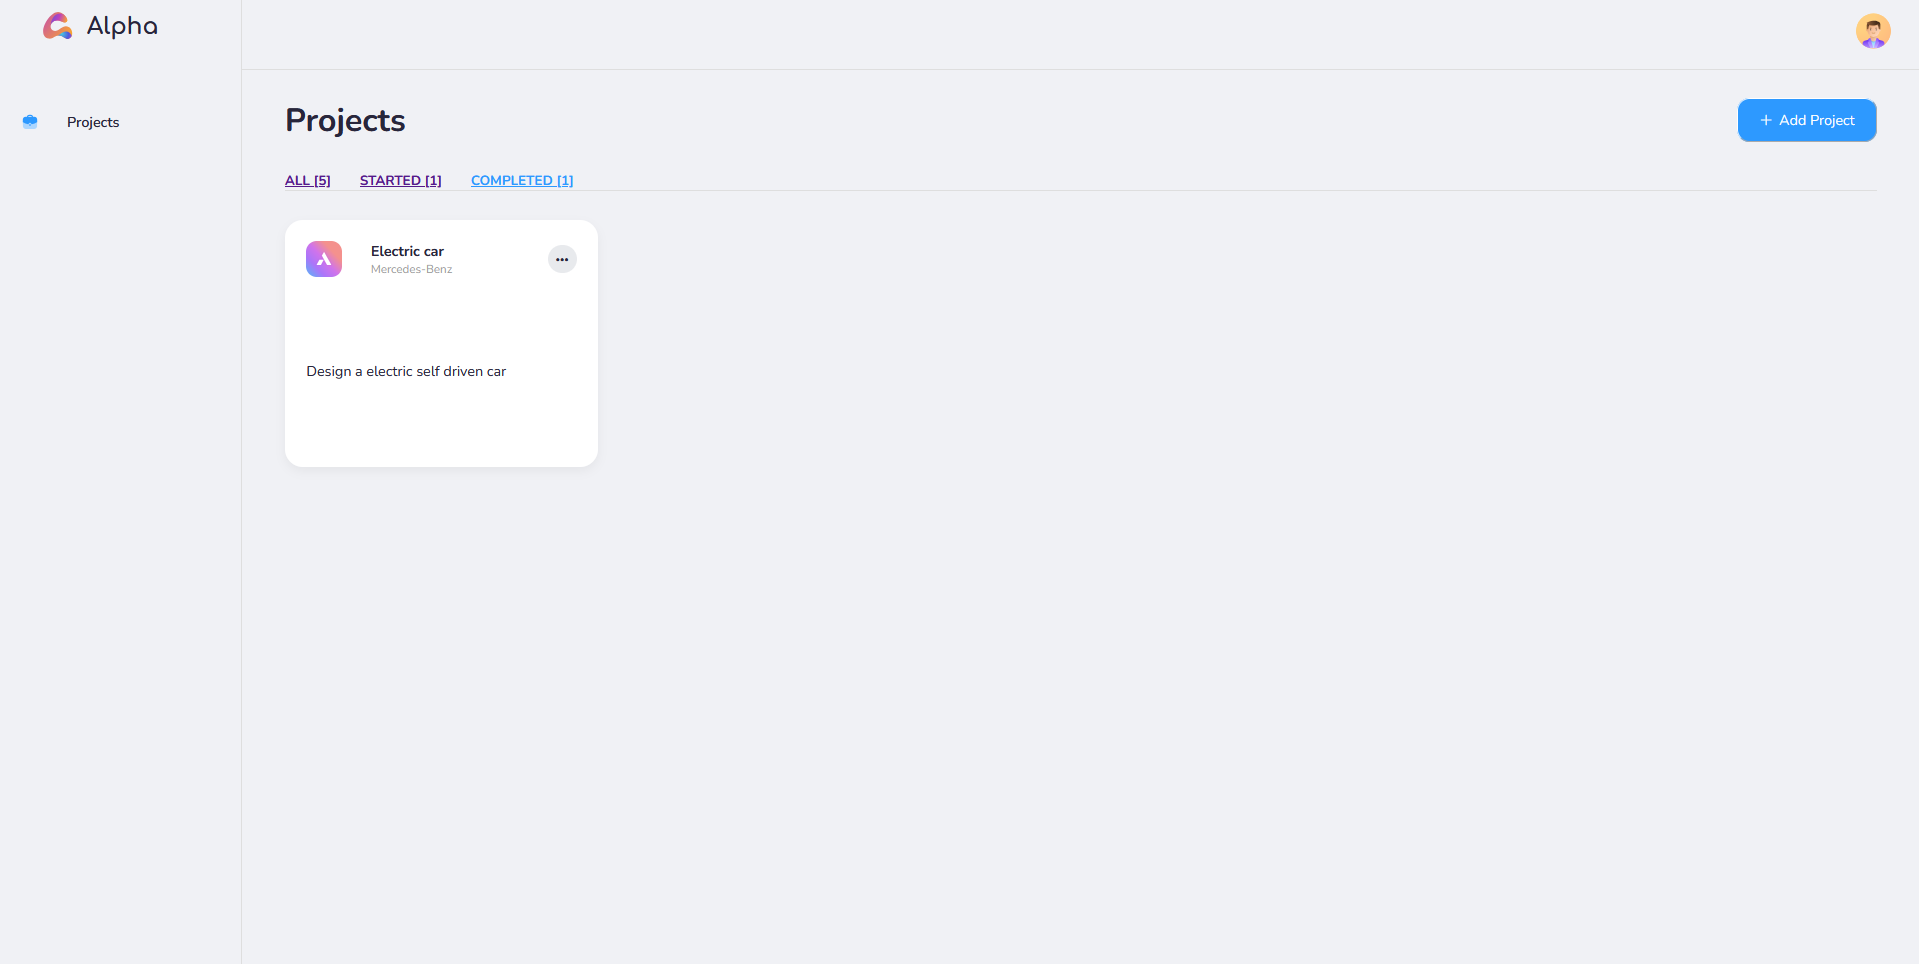 Alpha
Projects
Projects
+ Add Project
ALL [5] STARTED [1] COMPLETED [1]
Electric car
Mercedes-Benz
Design a electric self driven car